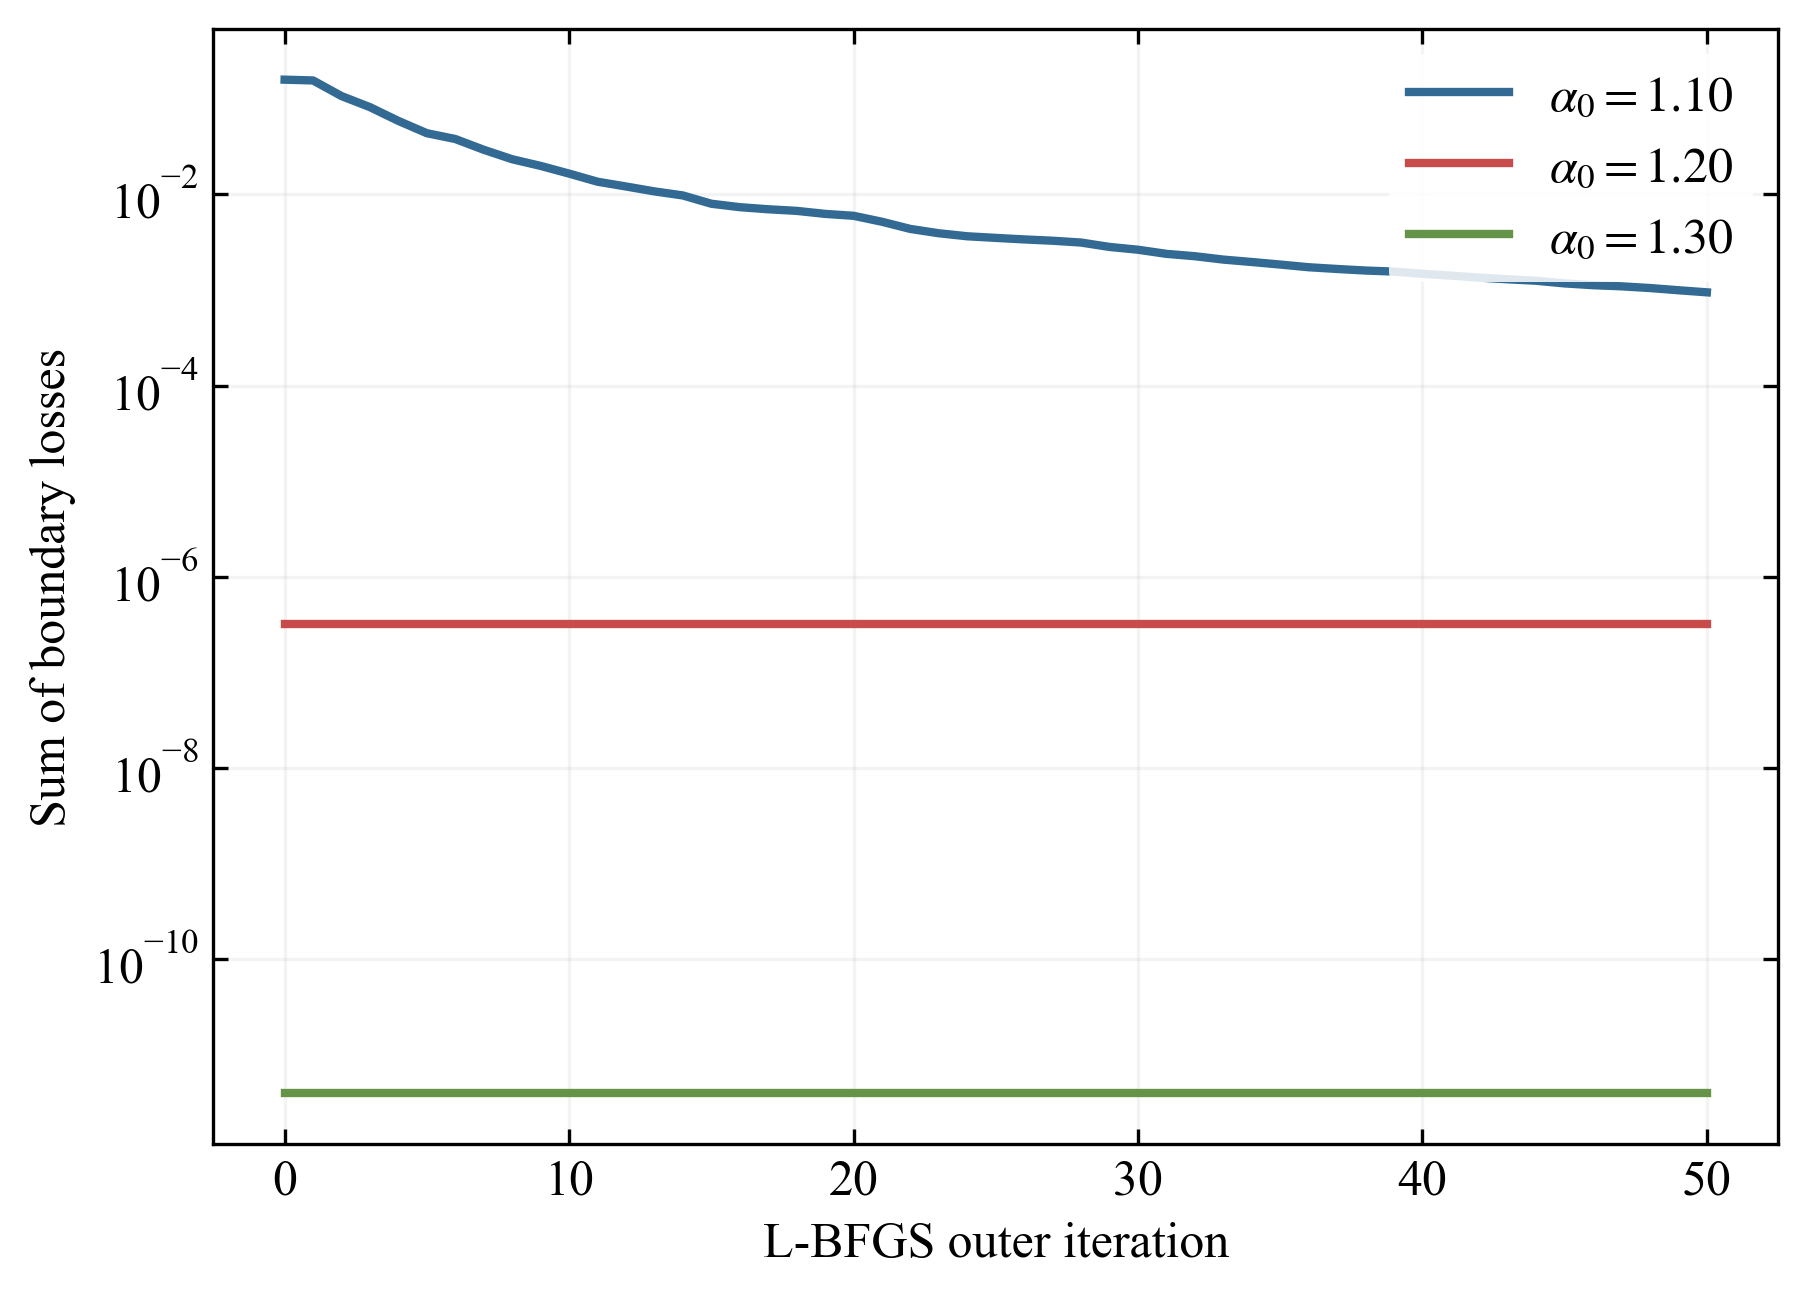 α₀ = 1.10
α₀ = 1.20
α₀ = 1.30
10⁻²
10⁻⁴
10⁻⁶
10⁻⁸
10⁻¹⁰
Sum of boundary losses
0 10 20 30 40 50
L-BFGS outer iteration